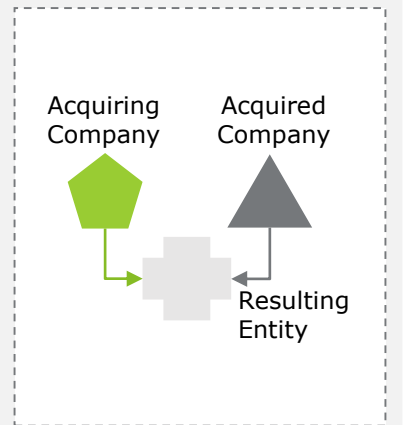 Acquiring
Company
Acquired
Company
Resulting
Entity